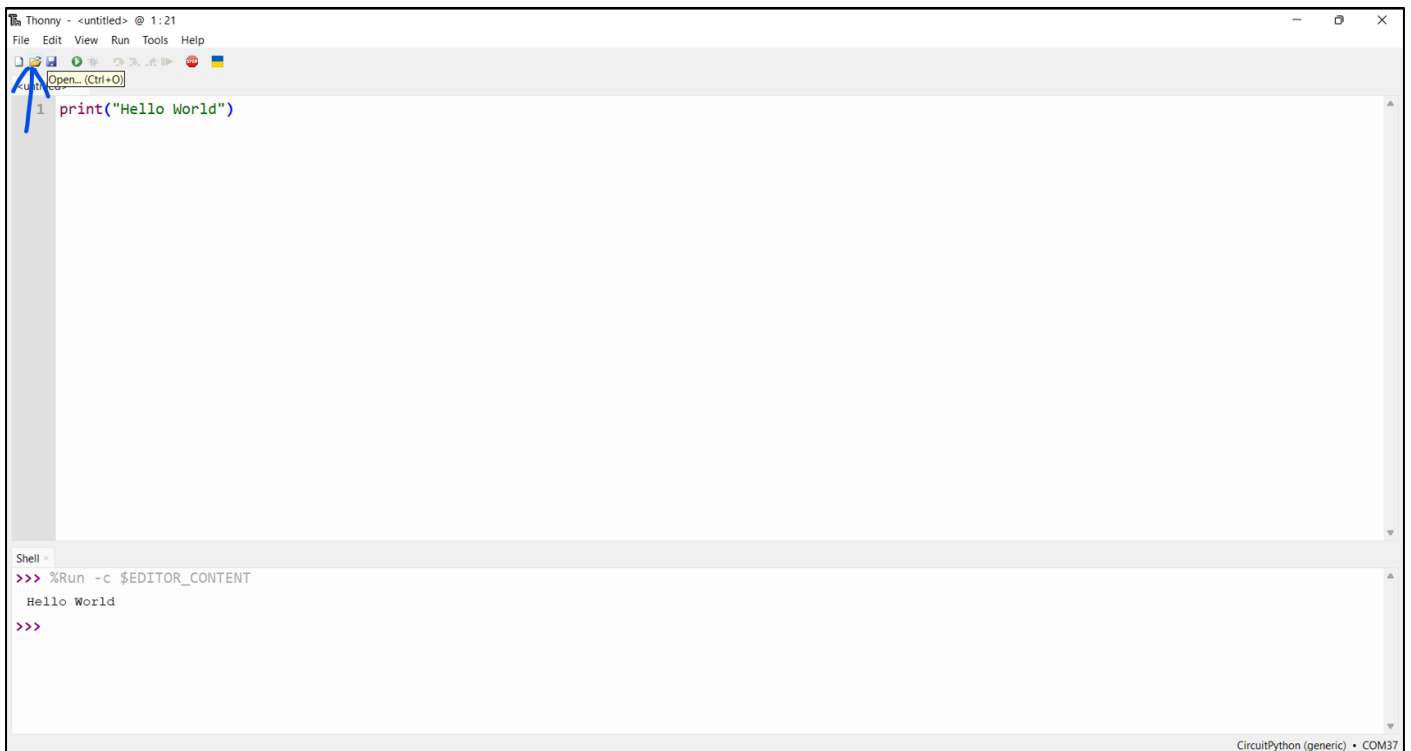 Thonny - <untitled> @ 1:21
File Edit View Run Tools Help
Open... (Ctrl+O)
1 print("Hello World")
Shell
>>> %Run -c $EDITOR_CONTENT
Hello World
>>>
CircuitPython (generic) • COM37